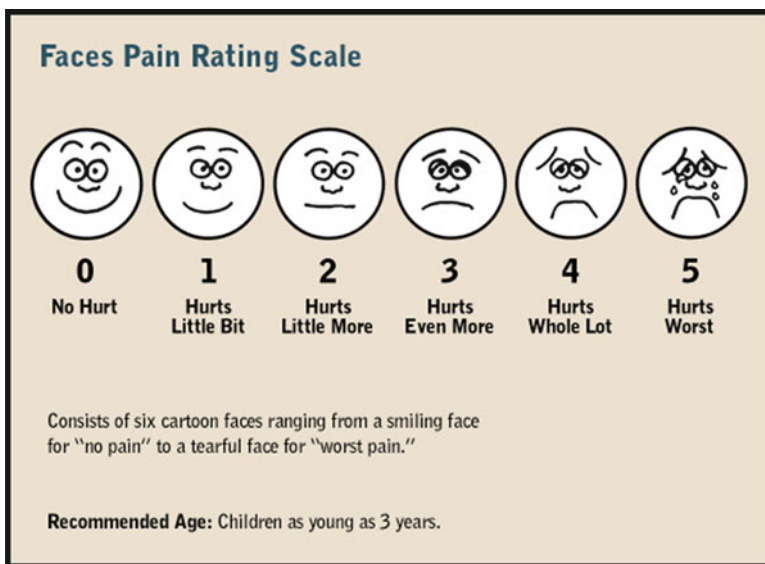 Faces Pain Rating Scale
0 1 2 3 4 5
No Hurt Hurts Hurts Hurts Hurts Hurts
Little Bit Little More Even More Whole Lot Worst
Consists of six cartoon faces ranging from a smiling face
for “no pain” to a tearful face for “worst pain.”
Recommended Age: Children as young as 3 years.